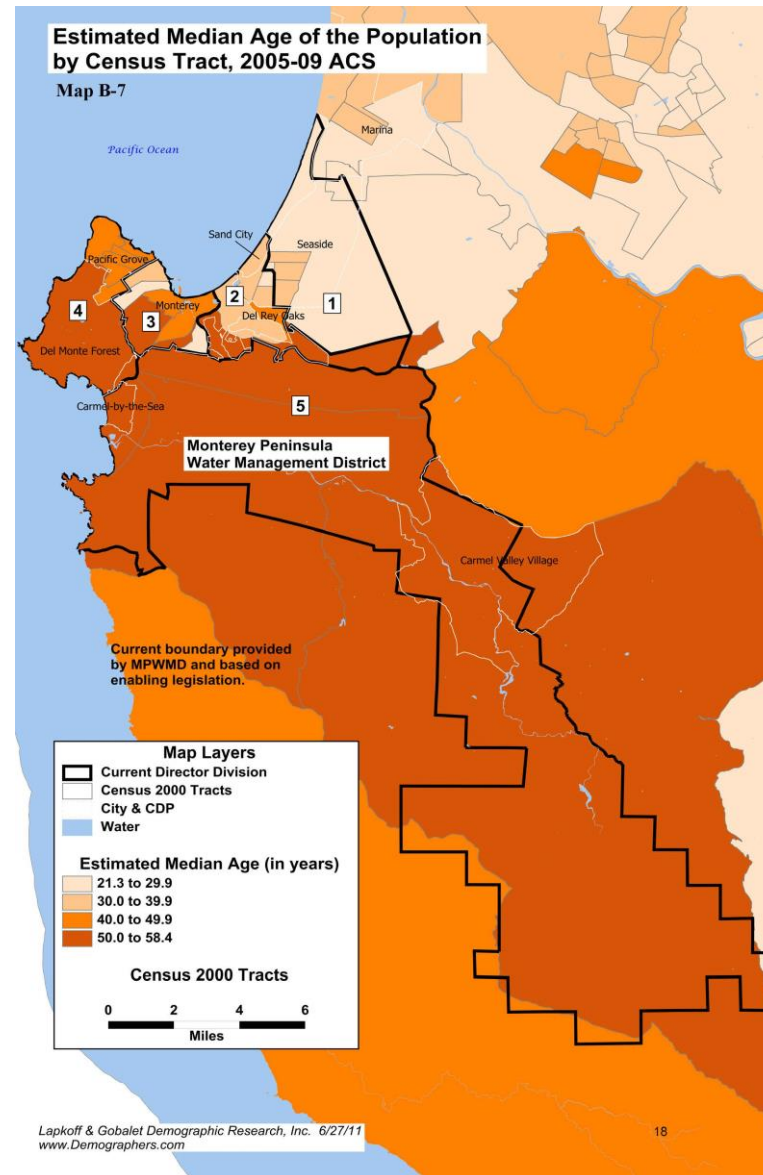 Estimated Median Age of the Population
by Census Tract, 2005-09 ACS
Map B-7
Pacific Ocean
Marina
Sand City
Seaside
Pacific Grove
Monterey
2
1
4
3
Del Rey Oaks
Del Monte Forest
Carmel-by-the-Sea
5
Monterey Peninsula
Water Management District
Carmel Valley Village
Current boundary provided
by MPWMD and based on
enabling legislation.
Map Layers
Current Director Division
Census 2000 Tracts
City & CDP
Water
Estimated Median Age (in years)
21.3 to 29.9
30.0 to 39.9
40.0 to 49.9
50.0 to 58.4
Census 2000 Tracts
0 2 4 6
Miles
Lapkoff & Gobalet Demographic Research, Inc. 6/27/11
www.Demographers.com
18